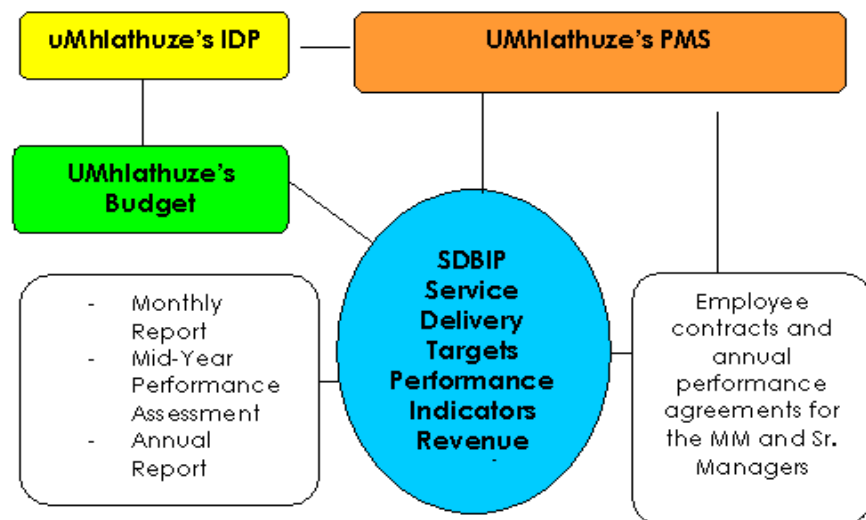 uMhlathuze's IDP
UMhlathuze's PMS
UMhlathuze's
Budget
SDBIP
Service
Delivery
Targets
Performance
Indicators
Revenue
- Monthly
Report
- Mid-Year
Performance
Assessment
- Annual
Report
Employee
contracts and
annual
performance
agreements for
the MM and Sr.
Managers